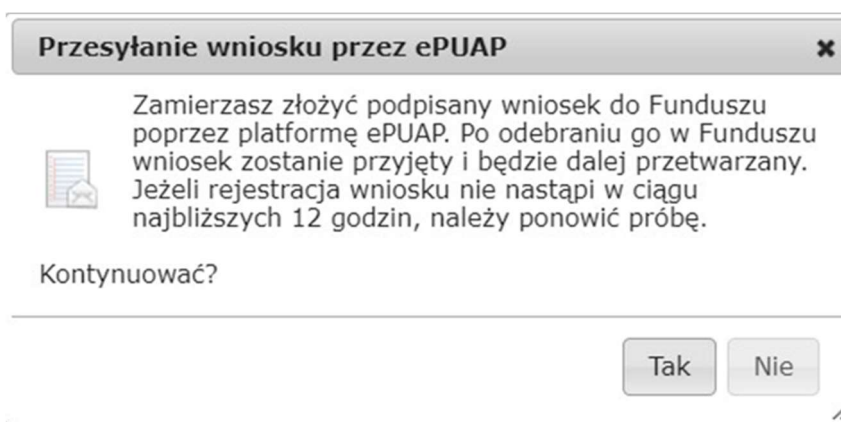 Przesyłanie wniosku przez ePUAP
Zamierzasz złożyć podpisany wniosek do Funduszu
poprzez platformę ePUAP. Po odebraniu go w Funduszu
wniosek zostanie przyjęty i będzie dalej przetwarzany.
Jeżeli rejestracja wniosku nie nastąpi w ciągu
najbliższych 12 godzin, należy ponowić próbę.
Kontynuować?
Tak Nie